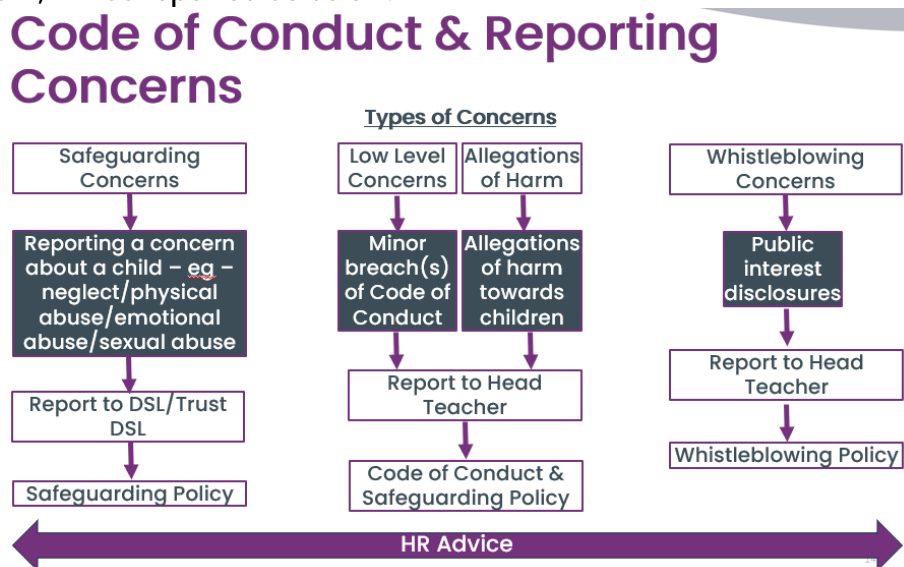 Code of Conduct & Reporting
Concerns
Types of Concerns
Safeguarding
Concerns
Reporting a concern
about a child – eg –
neglect/physical
abuse/emotional
abuse/sexual abuse
Report to DSL/Trust
DSL
Safeguarding Policy
Low Level
Concerns
Minor
breach(s)
of Code of
Conduct
Allegations
of Harm
Allegations
of harm
towards
children
Report to Head
Teacher
Code of Conduct &
Safeguarding Policy
Whistleblowing
Concerns
Public
interest
disclosures
Report to Head
Teacher
Whistleblowing Policy
HR Advice